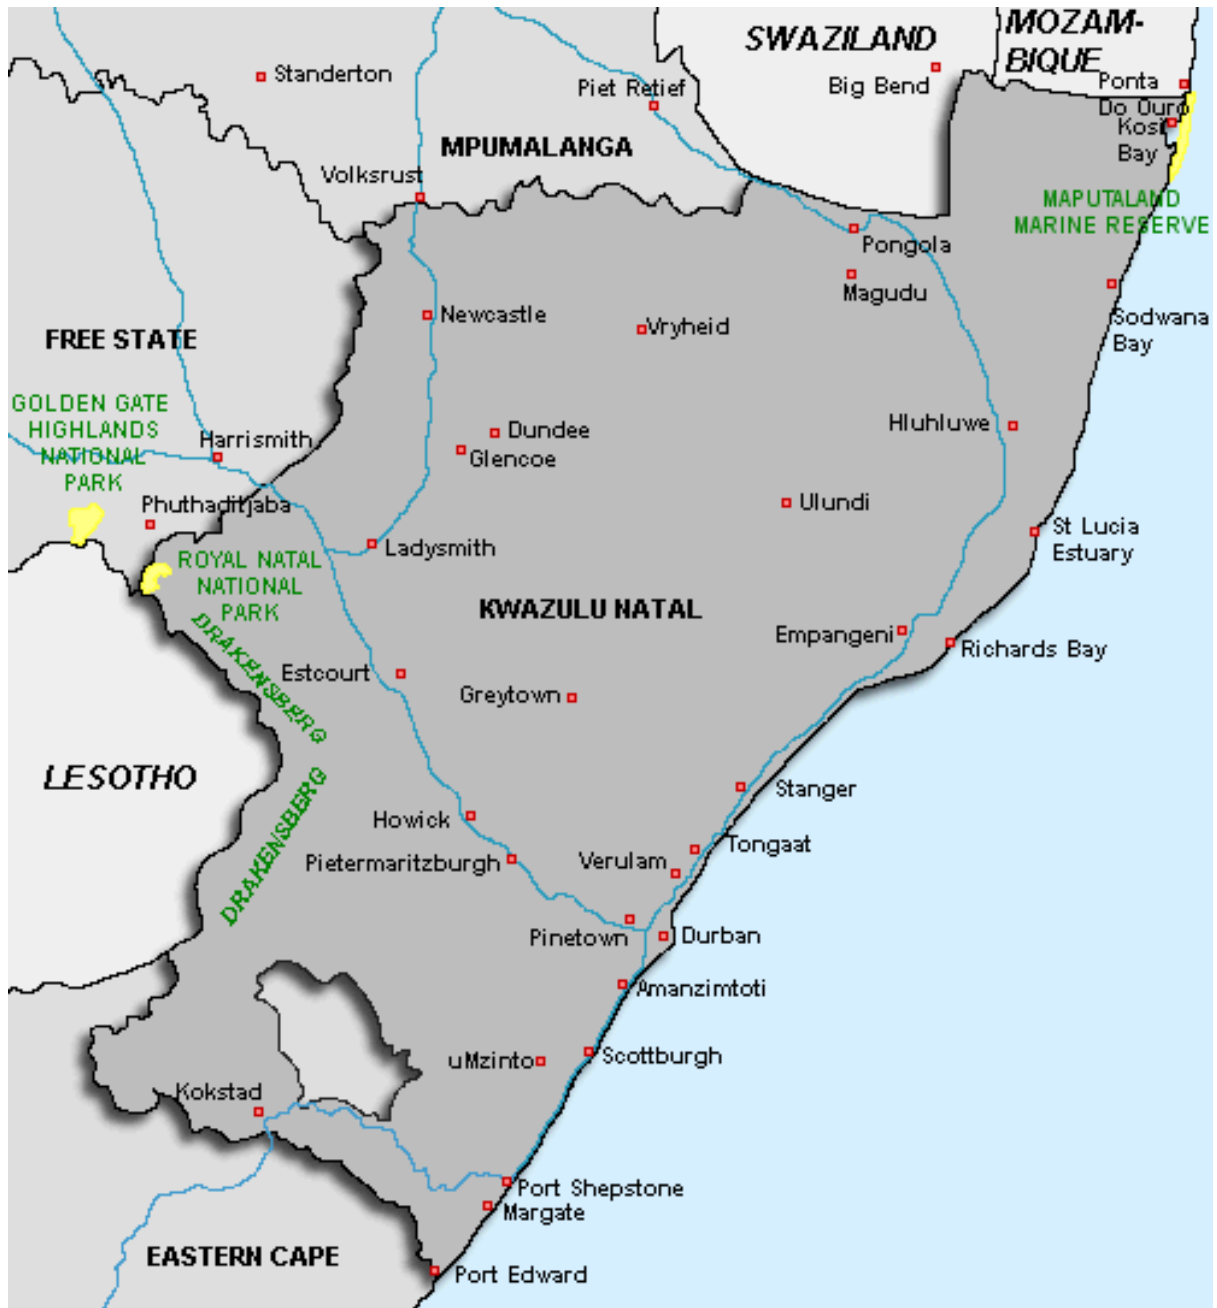 MOZAM-
BIQUE
SWAZILAND
Standerton
Piet Retief
Big Bend
Ponta
Do Ouro
Kosi
Bay
MPUMALANGA
Volksrust
MAPUTALAND
MARINE RESERVE
Pongola
Magudu
Newcastle
Vryheid
Sodwana
Bay
FREE STATE
GOLDEN GATE
HIGHLANDS
NATIONAL
PARK
Harrismith
Dundee
Glencoe
Hluhluwe
Phuthaditjaba
Ulundi
St Lucia
Estuary
Ladysmith
ROYAL NATAL
NATIONAL
PARK
KWAZULU NATAL
DRAKENSBERG
Empangeni
Richards Bay
Estcourt
Greytown
LESOTHO
DRAKENSBERG
Stanger
Howick
Tongaat
Pietermaritzburgh
Verulam
Pinetown
Durban
Amanzimtoti
uMzinto
Scottburgh
Kokstad
Port Shepstone
Margate
EASTERN CAPE
Port Edward